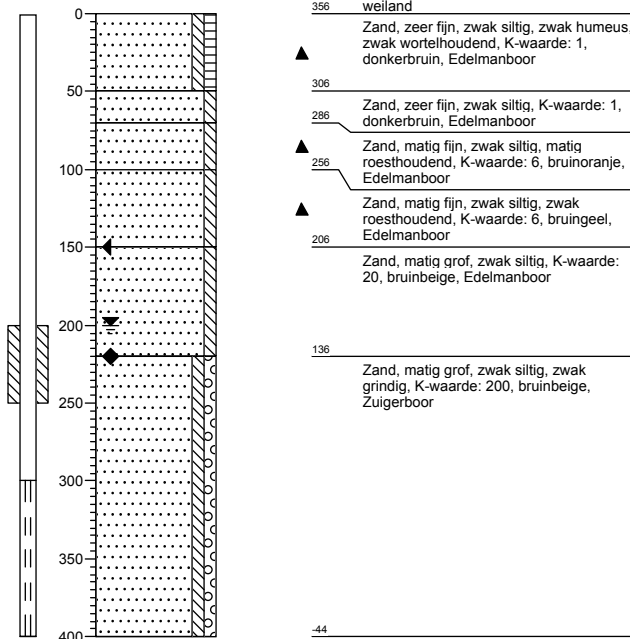 0
50
100
150
200
250
300
350
400
356
weiland
Zand, zeer fijn, zwak siltig, zwak humeus,
zwak wortelhoudend, K-waarde: 1,
donkerbruin, Edelmanboor
306
Zand, zeer fijn, zwak siltig, K-waarde: 1,
donkerbruin, Edelmanboor
286
Zand, matig fijn, zwak siltig, matig
roesthoudend, K-waarde: 6, bruinoranje,
Edelmanboor
256
Zand, matig fijn, zwak siltig, zwak
roesthoudend, K-waarde: 6, bruingeel,
Edelmanboor
206
Zand, matig grof, zwak siltig, K-waarde:
20, bruinbeige, Edelmanboor
136
Zand, matig grof, zwak siltig, zwak
grindig, K-waarde: 200, bruinbeige,
Zuigerboor
-44